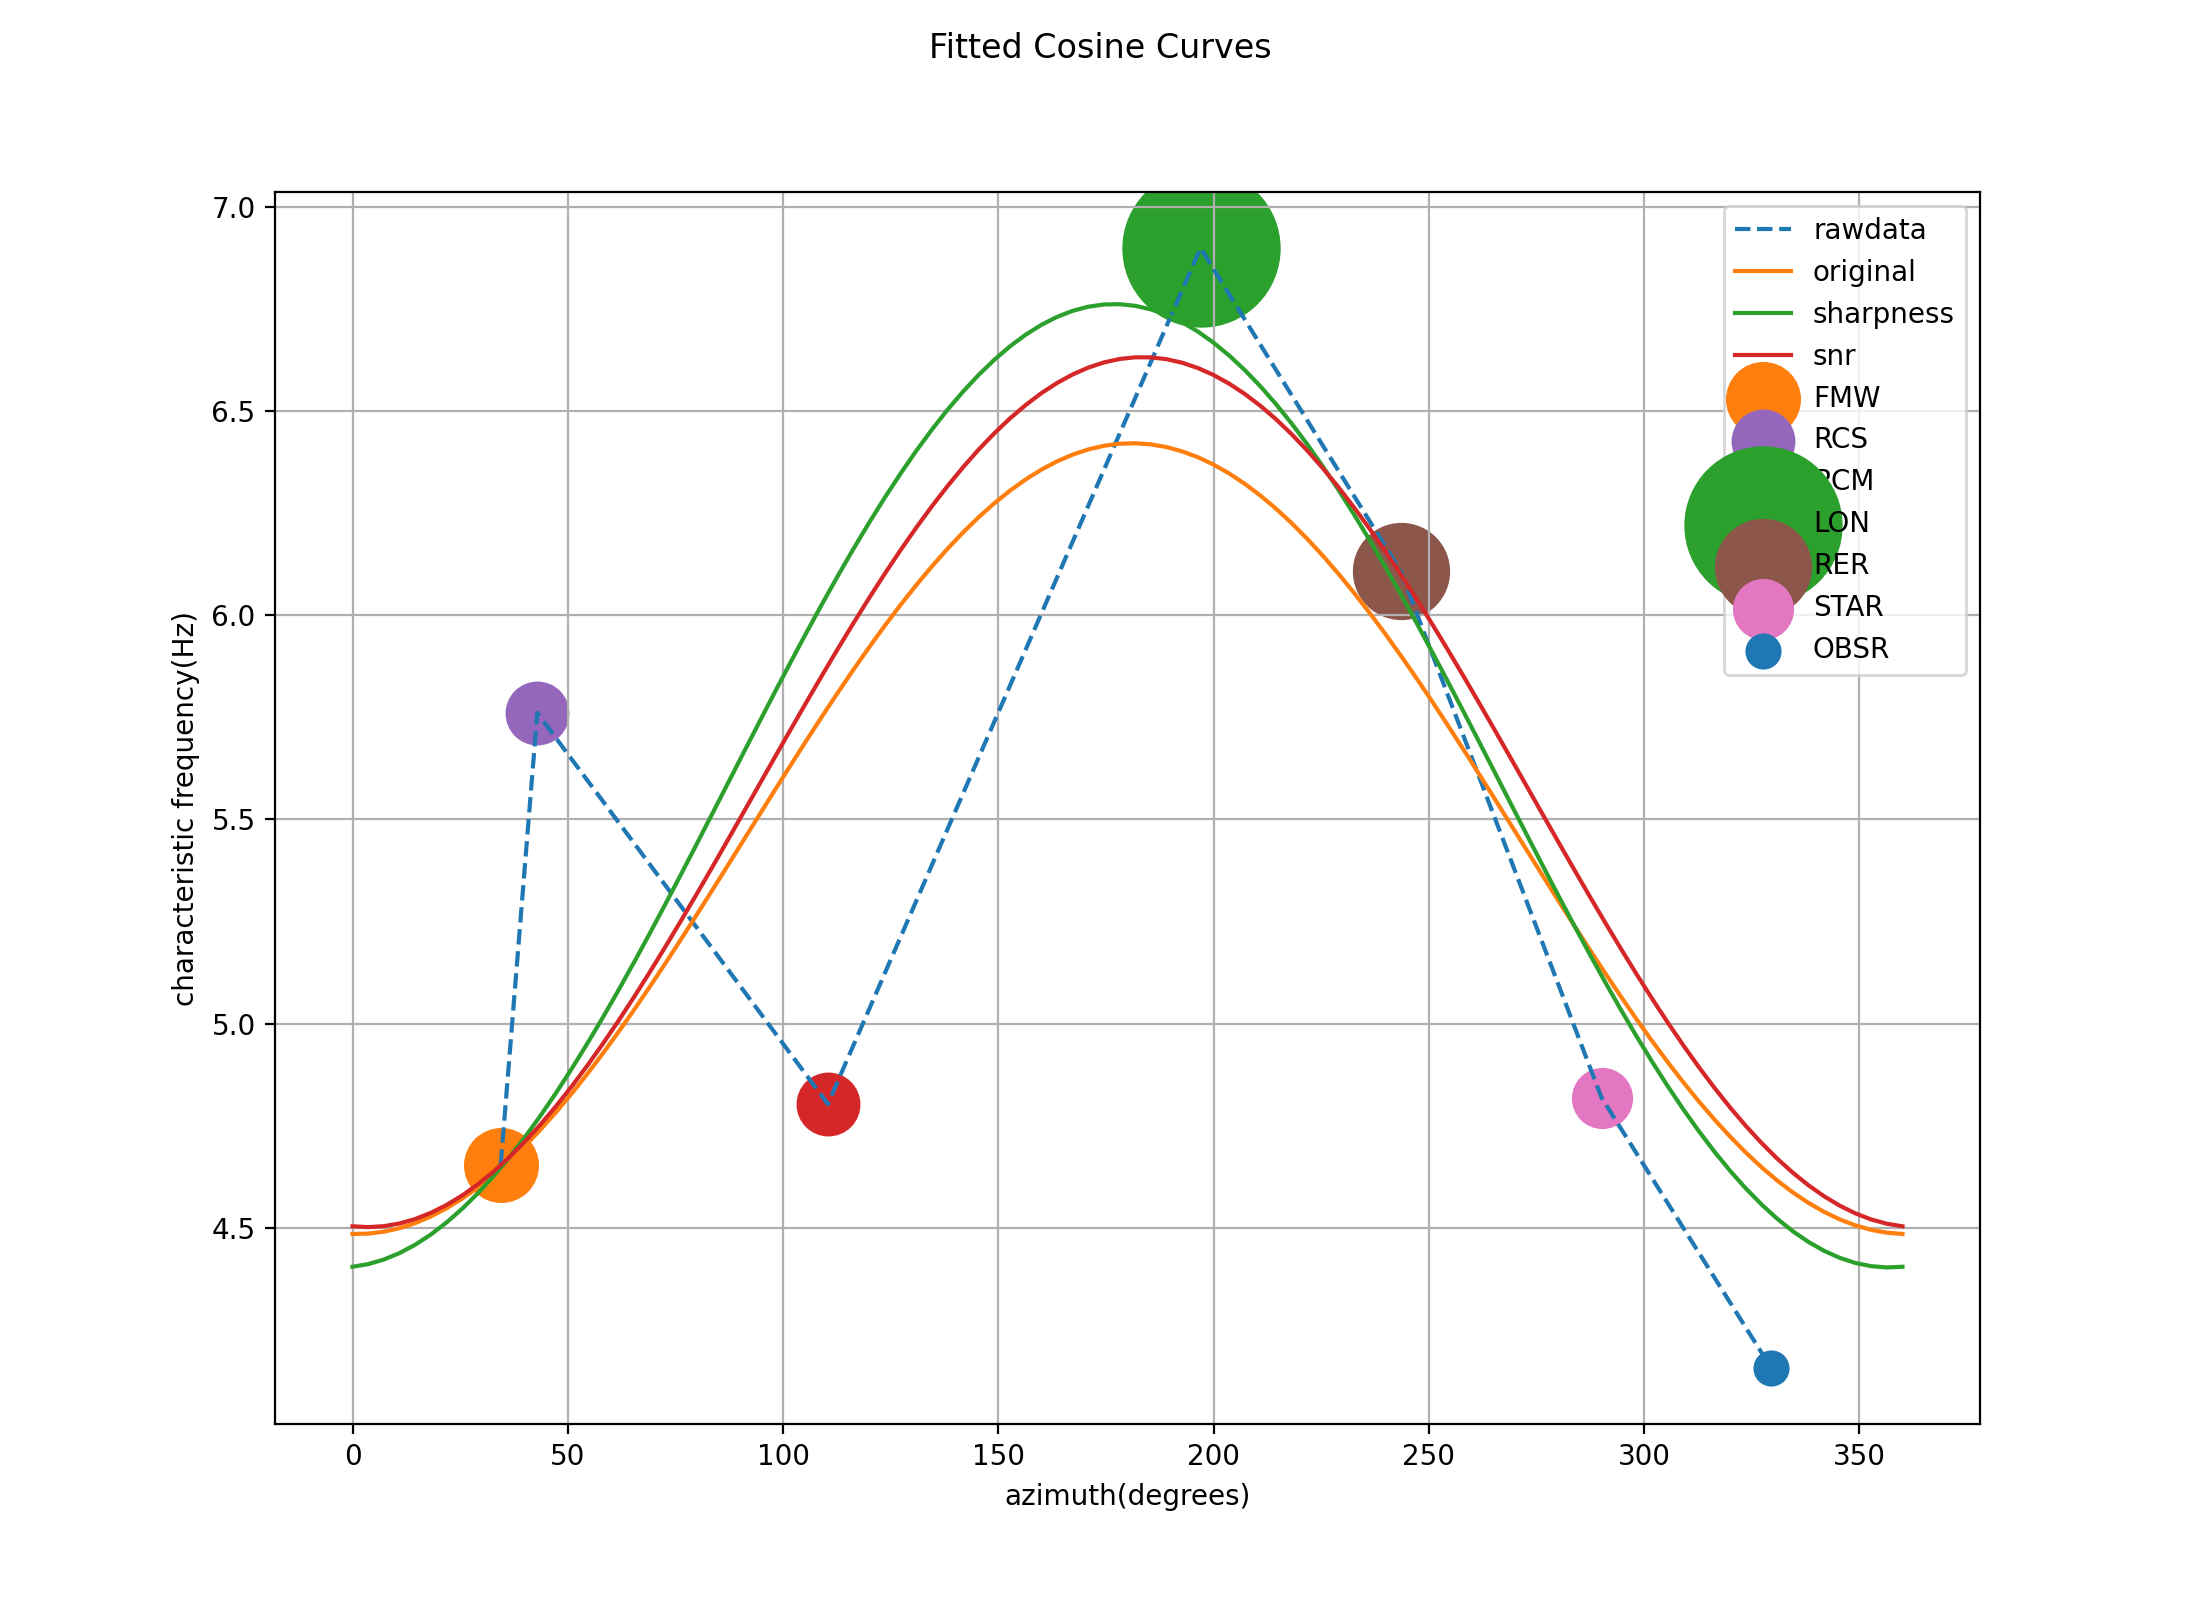 Fitted Cosine Curves
7.0
6.5
6.0
5.5
5.0
4.5
characteristic frequency(Hz)
rawdata
original
sharpness
snr
FMW
RCS
LON
RER
STAR
OBSR
0 50 100 150 200 250 300 350
azimuth(degrees)